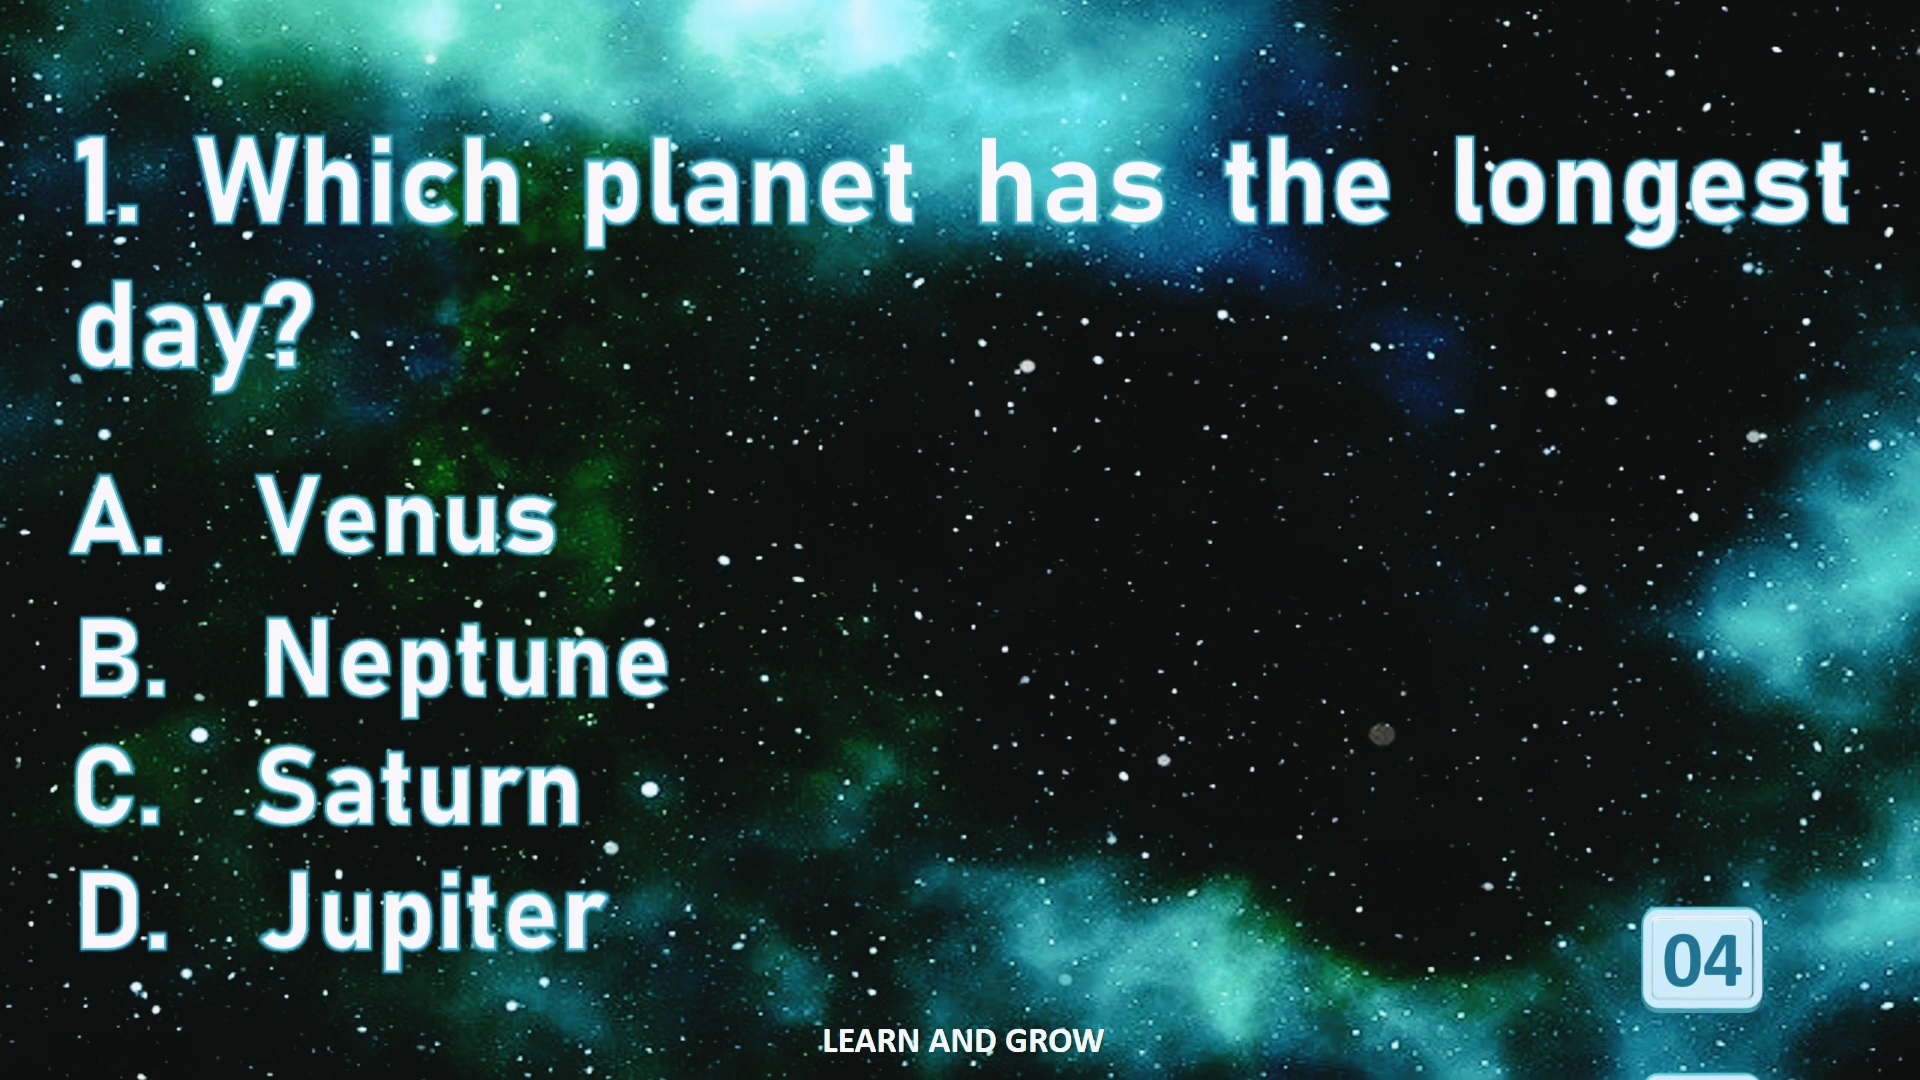 1. Which planet has the longest
day?
A. Venus
B. Neptune
C. Saturn
D. Jupiter
04
LEARN AND GROW